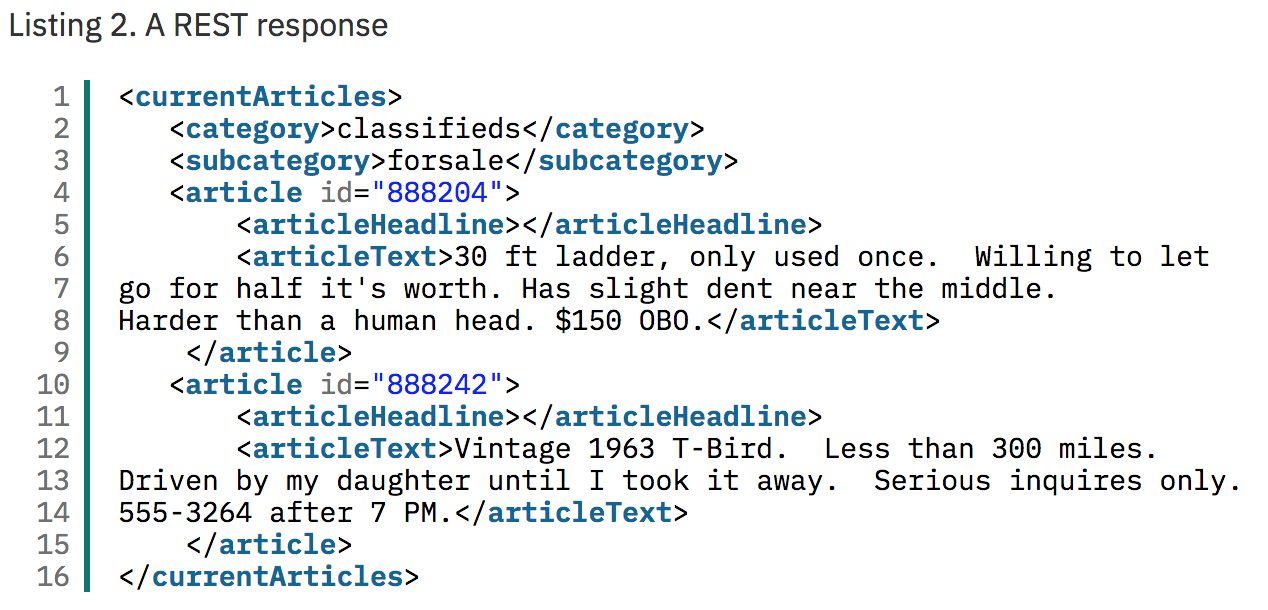 Listing 2. A REST response
1 <currentArticles>
2    <category>classifieds</category>
3    <subcategory>forsale</subcategory>
4    <article id="888204">
5        <articleHeadline></articleHeadline>
6        <articleText>30 ft ladder, only used once.  Willing to let
7 go for half it's worth. Has slight dent near the middle.
8 Harder than a human head. $150 OBO.</articleText>
9     </article>
10    <article id="888242">
11        <articleHeadline></articleHeadline>
12        <articleText>Vintage 1963 T-Bird.  Less than 300 miles.
13 Driven by my daughter until I took it away.  Serious inquires only.
14 555-3264 after 7 PM.</articleText>
15     </article>
16 </currentArticles>